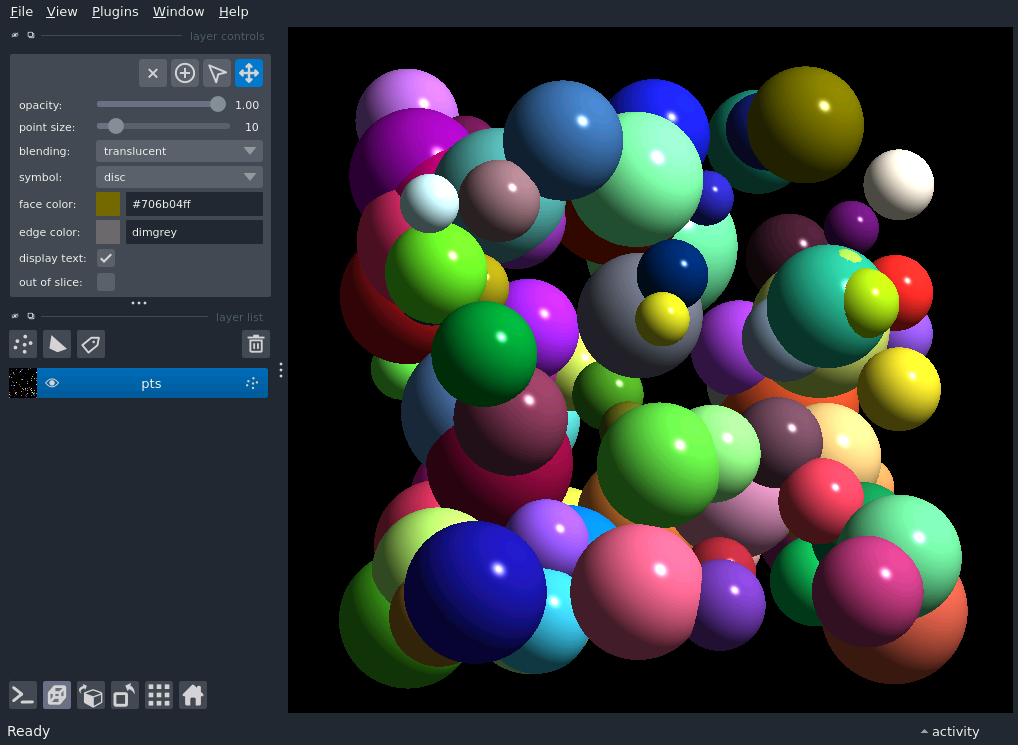 File View Plugins Window Help
layer controls
opacity: 1.00
point size: 10
blending: translucent
symbol: disc
face color: #706b04ff
edge color: dimgrey
display text:
out of slice:
layer list
pts
Ready
activity